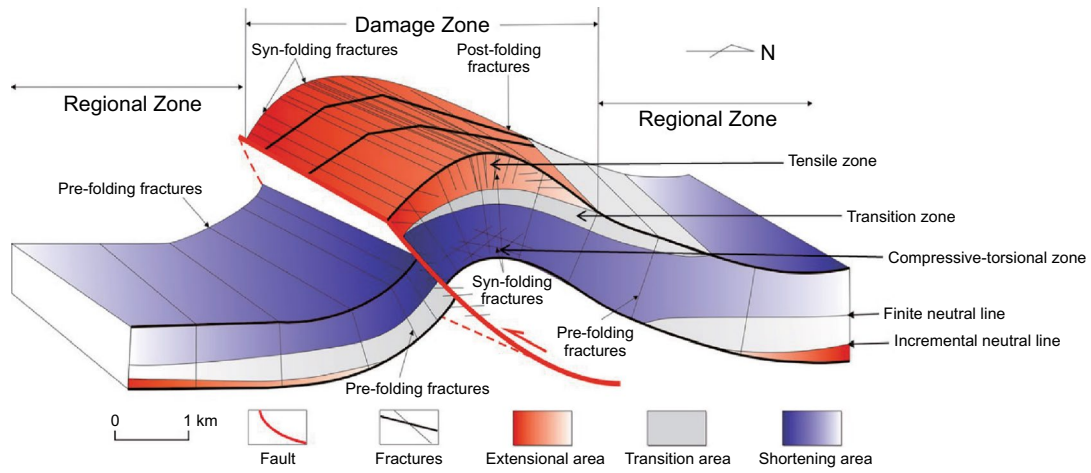 Damage Zone
Syn-folding fractures
Post-folding
fractures
N
Regional Zone
Regional Zone
Tensile zone
Pre-folding fractures
Transition zone
Compressive-torsional zone
Syn-folding
fractures
Finite neutral line
Pre-folding
fractures
Incremental neutral line
Pre-folding fractures
0 1 km
Fault
Fractures
Extensional area
Transition area
Shortening area